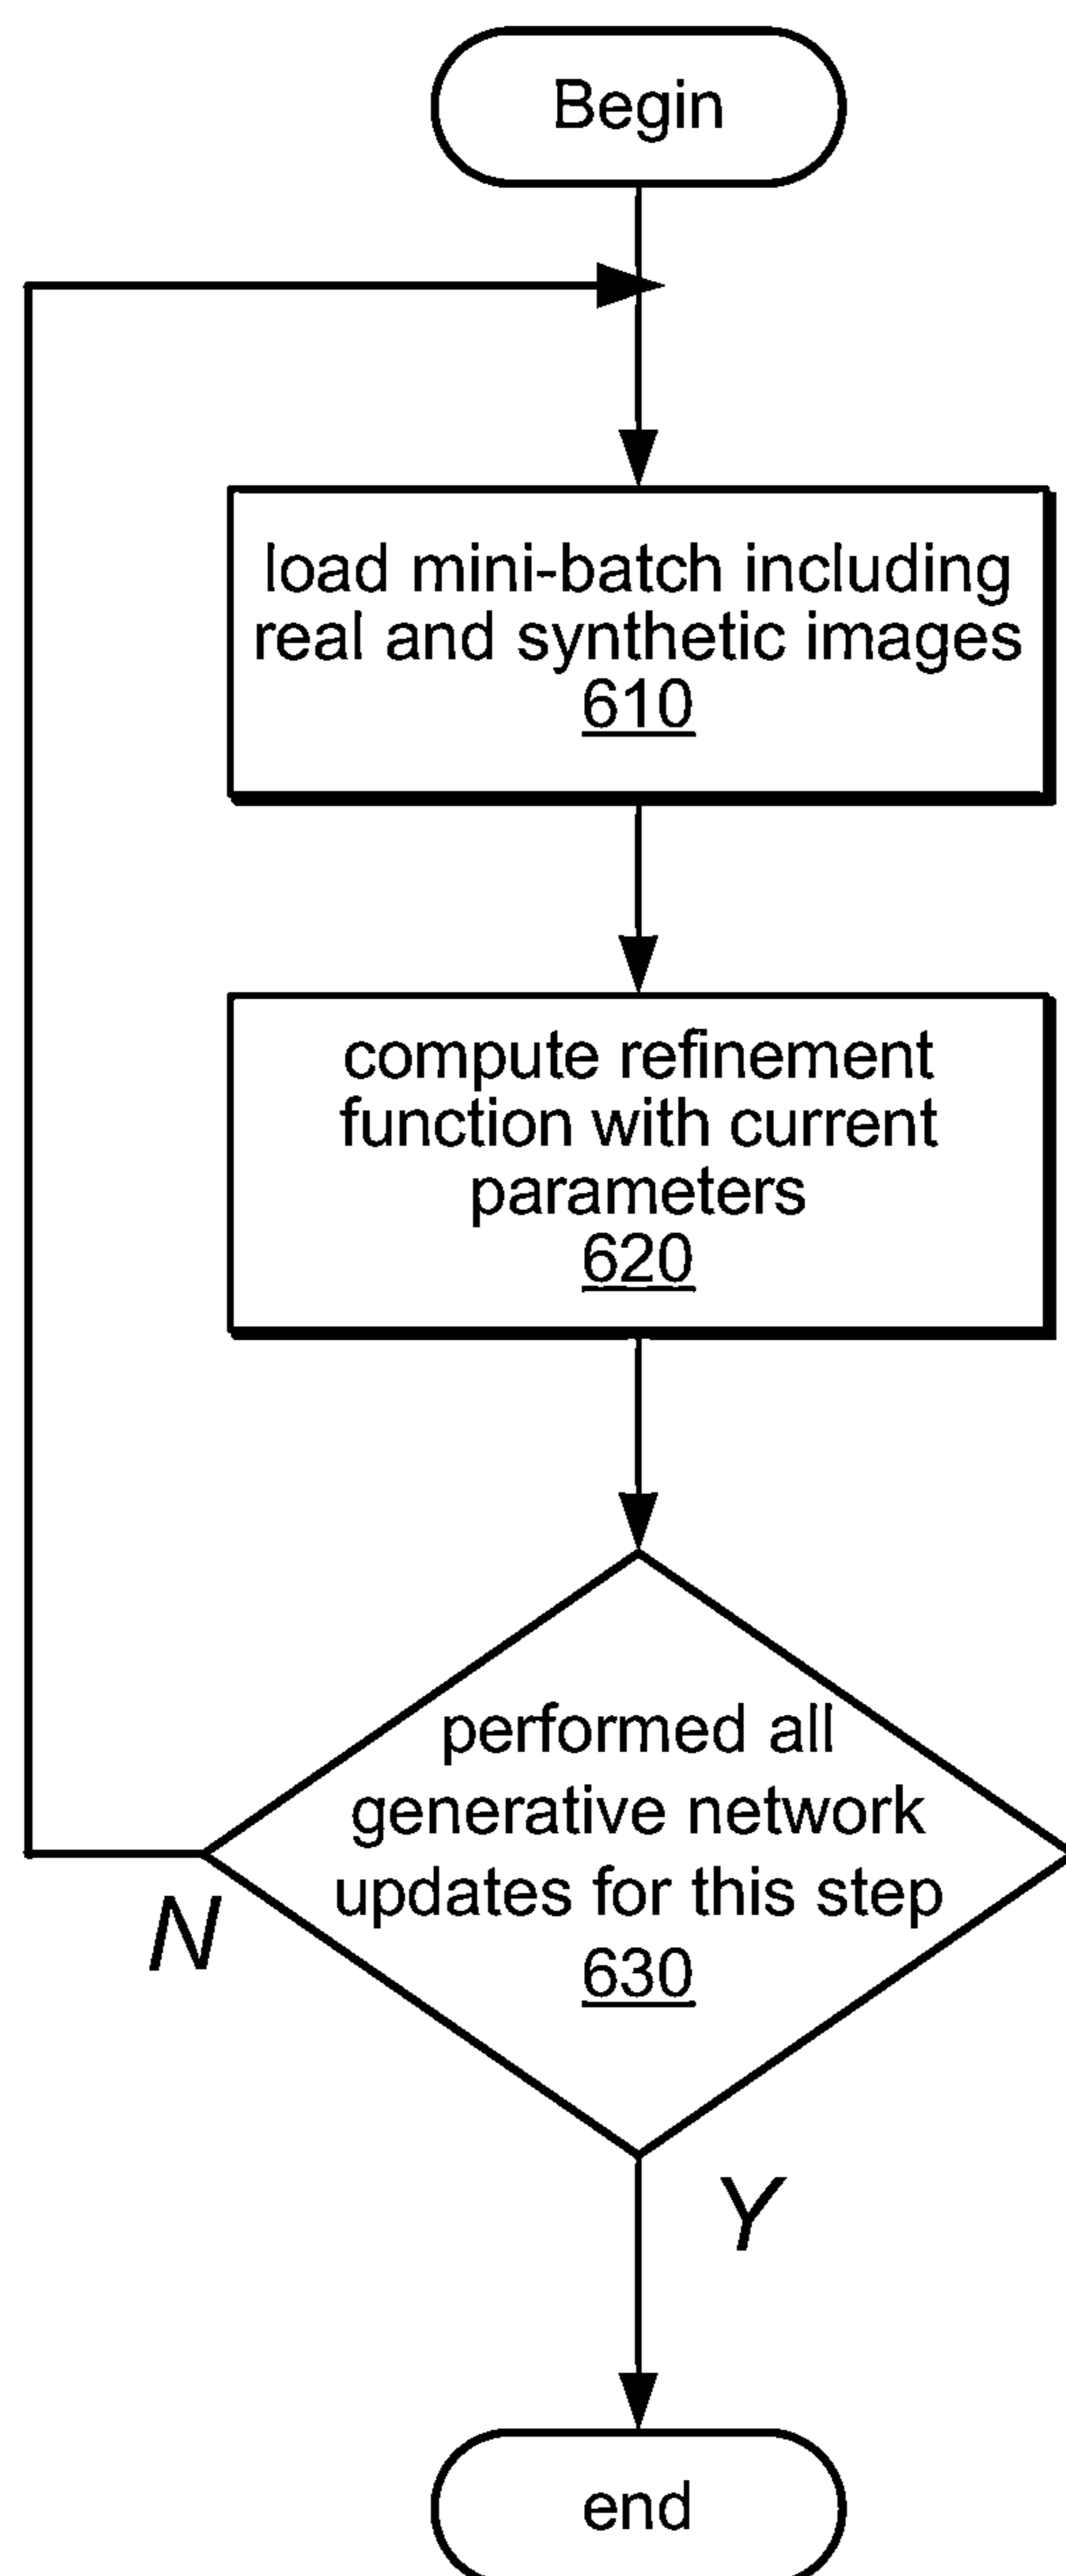 Begin
load mini-batch including
real and synthetic images
610
compute refinement
function with current
parameters
620
performed all
generative network
updates for this step
630
N
Y
end